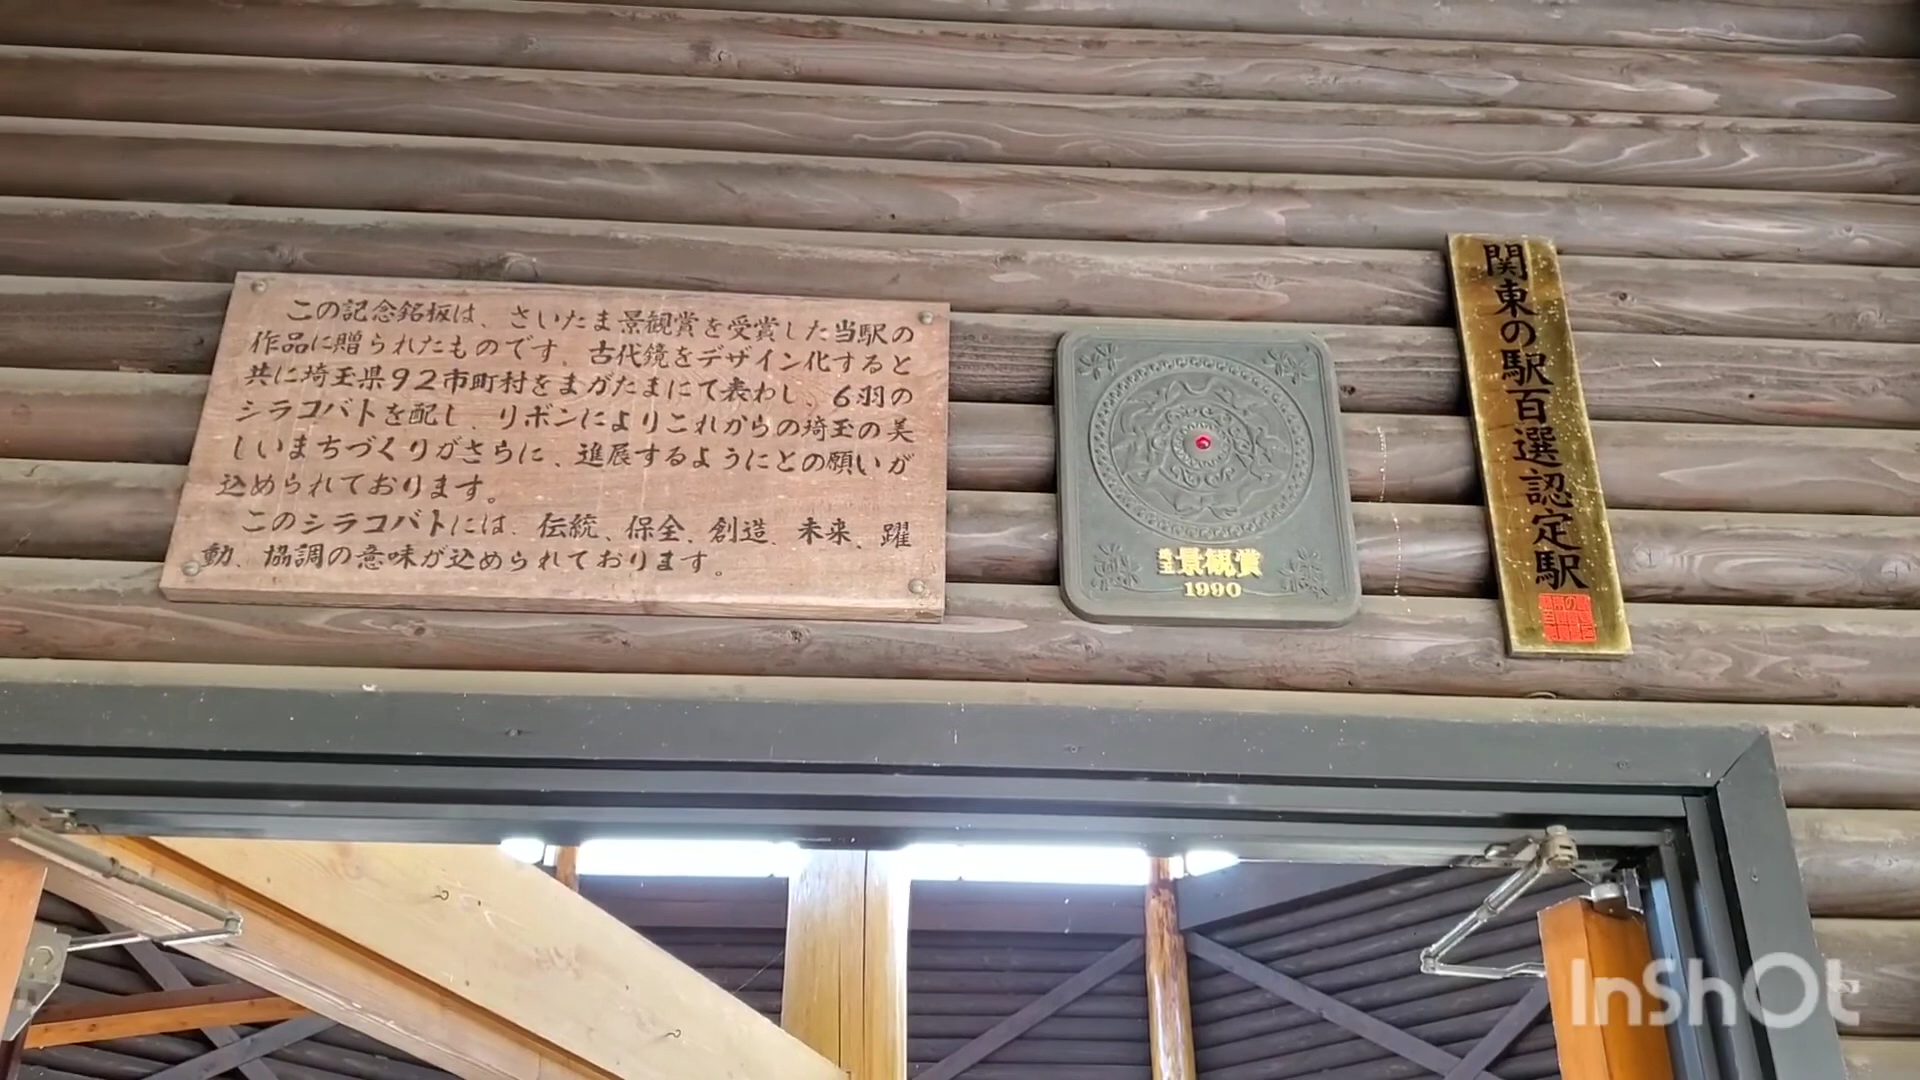 この記念銘板は、さいたま景観賞を受賞した当駅の
作品に贈られたものです。古代鏡をデザイン化すると
共に埼玉県92市町村をまがたまにて表わし、6羽の
シラコバトを配し、リボンによりこれからの埼玉の美
しいまちづくりがさらに、進展するようにとの願いが
込められております。
このシラコバトには、伝統、保全、創造、未来、躍
動、協調の意味が込められております。
埼玉景観賞
1990
関東の駅百選認定駅
InShOt